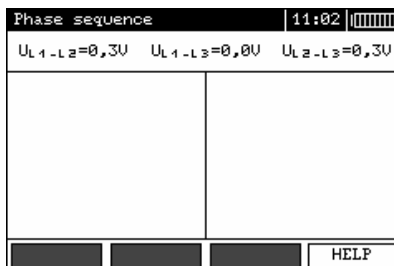 Phase sequence 11:02
UL1-L2=0,3V UL1-L3=0,0V UL2-L3=0,3V
HELP